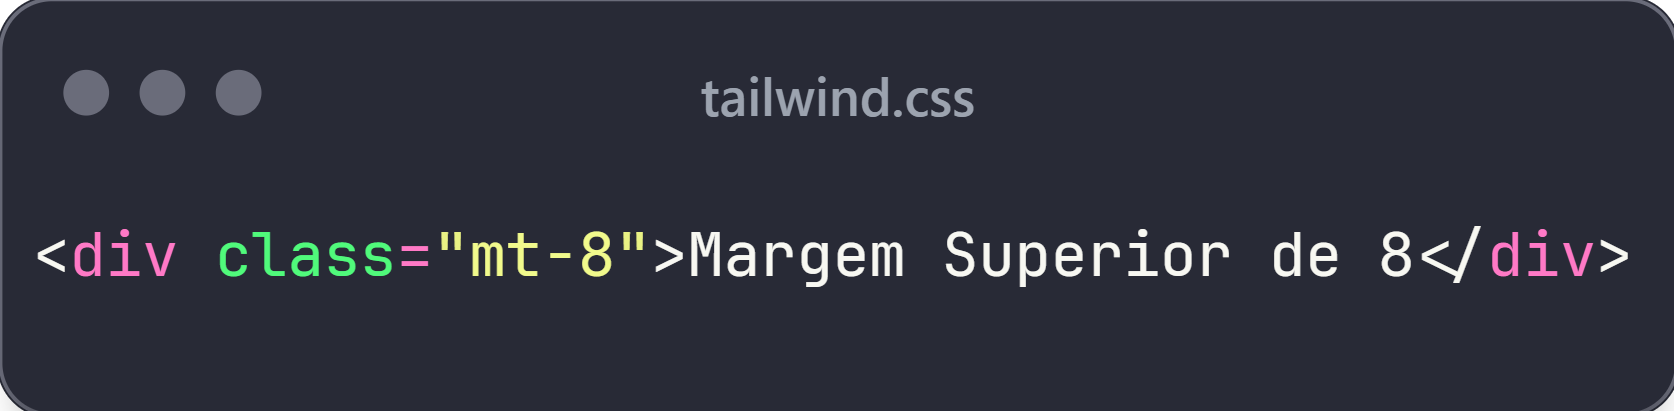 tailwind.css
<div class="mt-8">Margem Superior de 8</div>